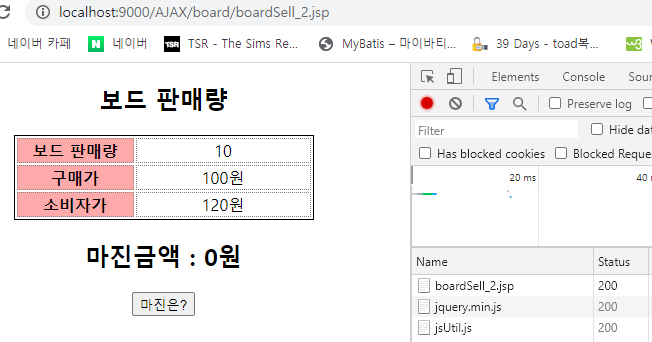 localhost:9000/AJAX/board/boardSell_2.jsp
네이버 카페 네이버 TSR TSR - The Sims Re... MyBatis – 마이바티... 39 Days - toad복... w3
보드 판매량
보드 판매량 10
구매가 100원
소비자가 120원
마진금액 : 0원
마진은?
Elements Console Sour
Preserve log
Filter Hide dat
Has blocked cookies Blocked Reque
20 ms 40
Name Status
boardSell_2.jsp 200
jquery.min.js 200
jsUtil.js 200